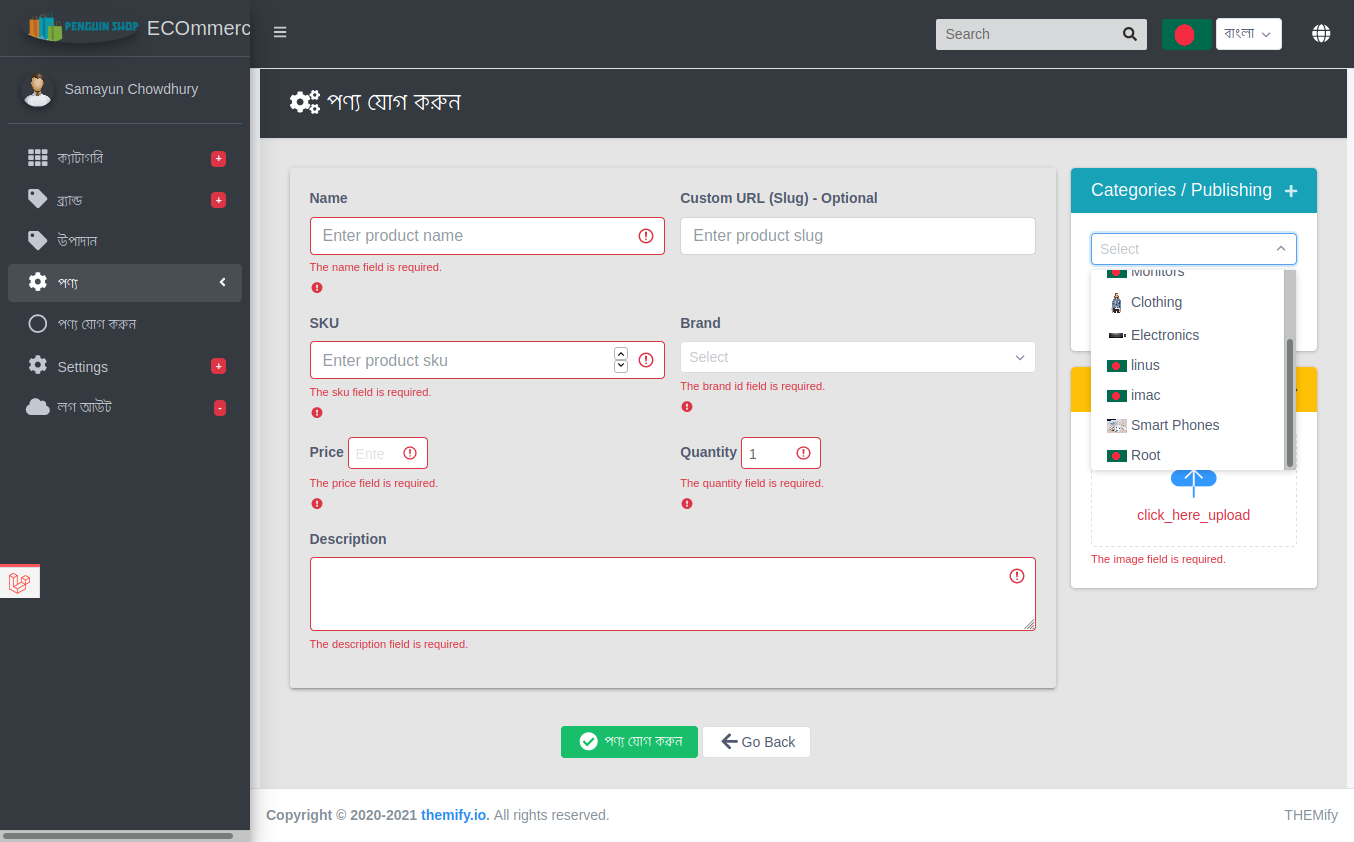 PENGUIN SHOP ECOmmerc
Search
বাংলা
Samayun Chowdhury
ক্যাটাগরি +
ব্র্যান্ড +
উপাদান
পণ্য
পণ্য যোগ করুন
Settings +
লগ আউট -
পণ্য যোগ করুন
Name
Enter product name
The name field is required.
Custom URL (Slug) - Optional
Enter product slug
SKU
Enter product sku
The sku field is required.
Brand
Select
The brand id field is required.
Price Ente
The price field is required.
Quantity 1
The quantity field is required.
Description
The description field is required.
Categories / Publishing +
Select
Monitors
Clothing
Electronics
linus
imac
Smart Phones
Root
click_here_upload
The image field is required.
পণ্য যোগ করুন
Go Back
Copyright © 2020-2021 themify.io. All rights reserved.
THEMify